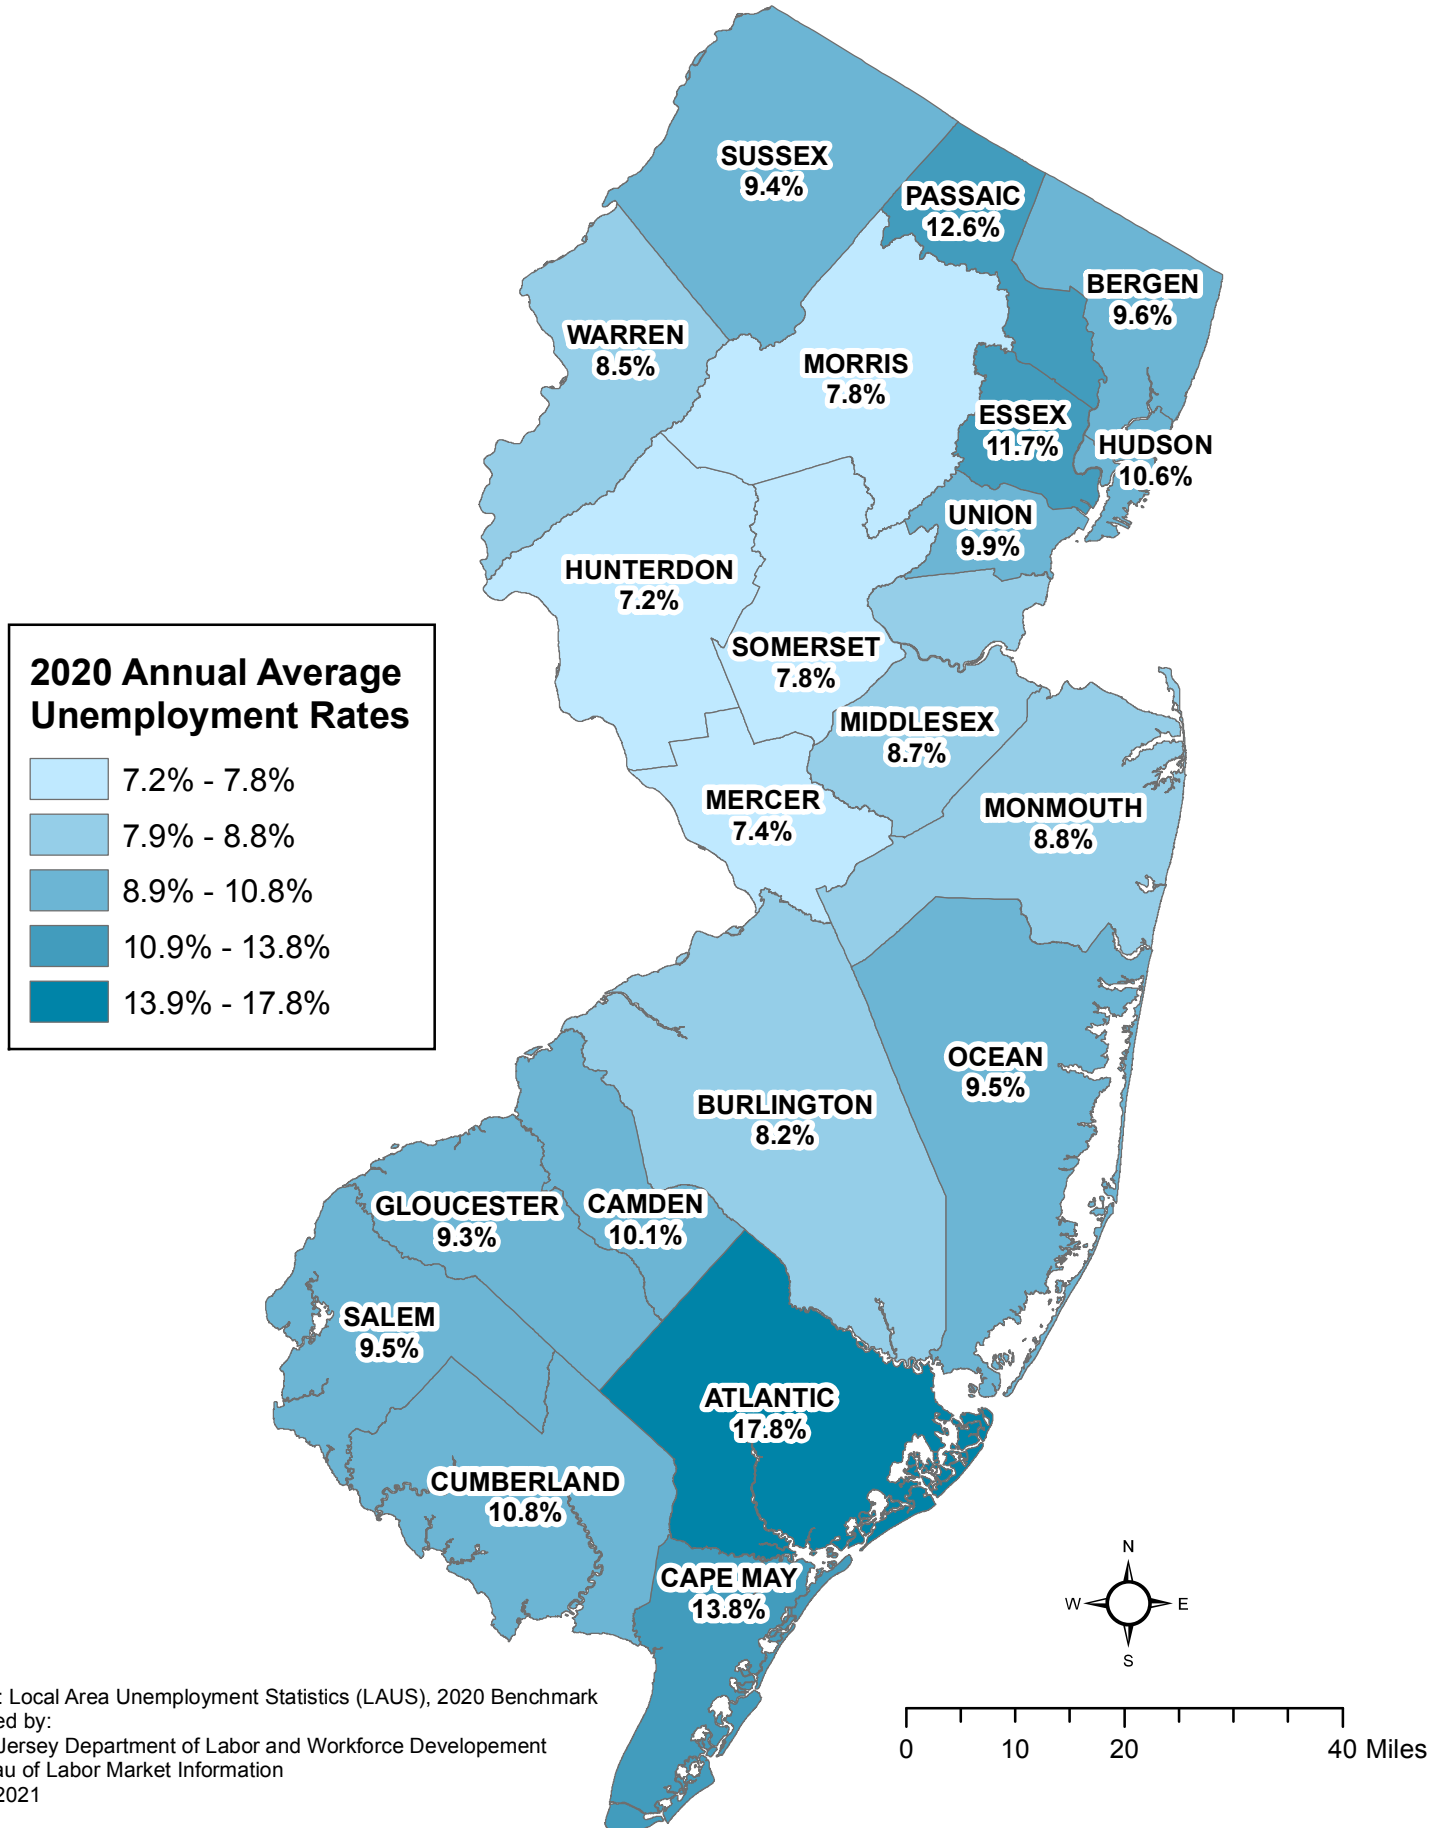 SUSSEX
9.4%
PASSAIC
12.6%
BERGEN
9.6%
WARREN
8.5%
MORRIS
7.8%
ESSEX
11.7%
HUDSON
10.6%
UNION
9.9%
HUNTERDON
7.2%
SOMERSET
7.8%
MIDDLESEX
8.7%
MERCER
7.4%
MONMOUTH
8.8%
2020 Annual Average
Unemployment Rates
7.2% - 7.8%
7.9% - 8.8%
8.9% - 10.8%
10.9% - 13.8%
13.9% - 17.8%
OCEAN
9.5%
BURLINGTON
8.2%
GLOUCESTER
9.3%
CAMDEN
10.1%
SALEM
9.5%
ATLANTIC
17.8%
CUMBERLAND
10.8%
CAPE MAY
13.8%
N
W E
S
: Local Area Unemployment Statistics (LAUS), 2020 Benchmark
ed by:
Jersey Department of Labor and Workforce Developement
au of Labor Market Information
2021
0 10 20 40 Miles